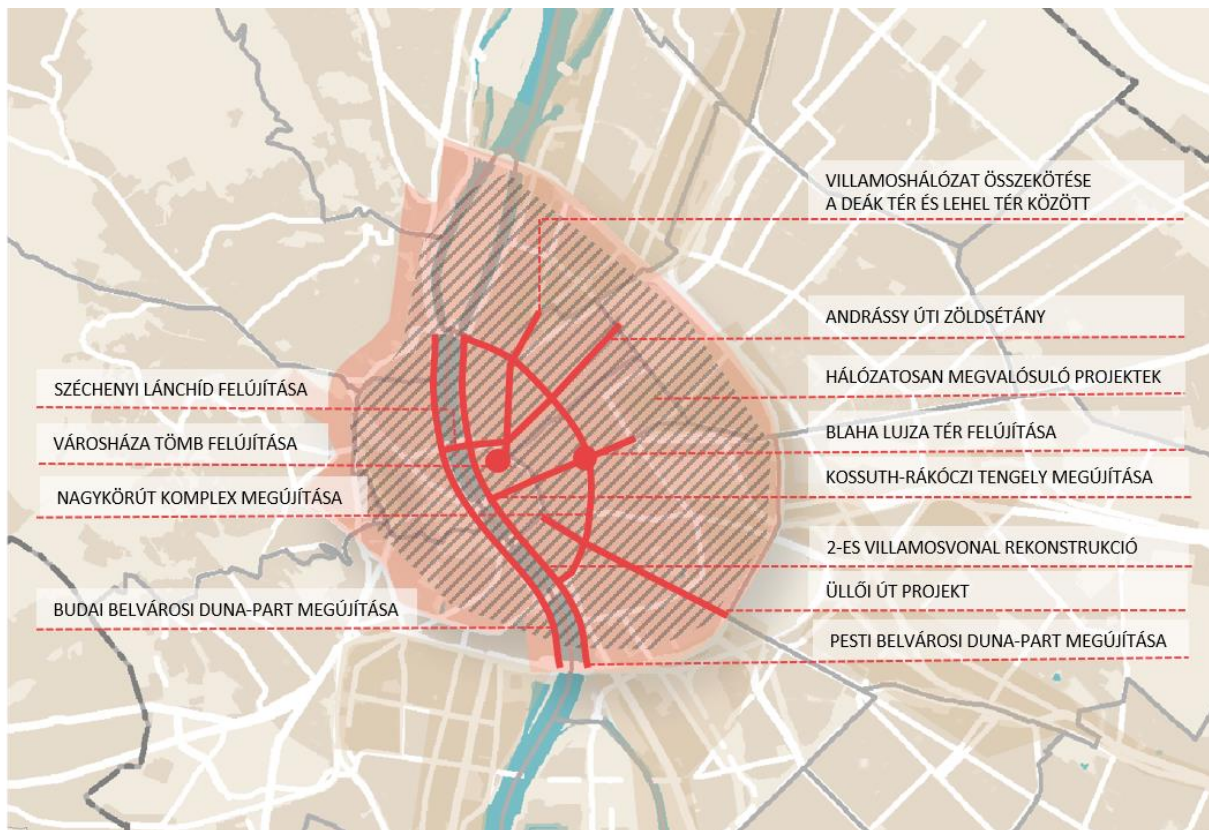 VILLAMOSHÁLÓZAT ÖSSZEKÖTÉSE
A DEÁK TÉR ÉS LEHEL TÉR KÖZÖTT
ANDRÁSSY ÚTI ZÖLDSÉTÁNY
HÁLÓZATOSAN MEGVALÓSULÓ PROJEKTEK
BLAHA LUJZA TÉR FELÚJÍTÁSA
KOSSUTH-RÁKÓCZI TENGELY MEGÚJÍTÁSA
2-ES VILLAMOSVONAL REKONSTRUKCIÓ
ÜLLŐI ÚT PROJEKT
PESTI BELVÁROSI DUNA-PART MEGÚJÍTÁSA
SZÉCHENYI LÁNCHÍD FELÚJÍTÁSA
VÁROSHÁZA TÖMB FELÚJÍTÁSA
NAGYKÖRÚT KOMPLEX MEGÚJÍTÁSA
BUDAI BELVÁROSI DUNA-PART MEGÚJÍTÁSA